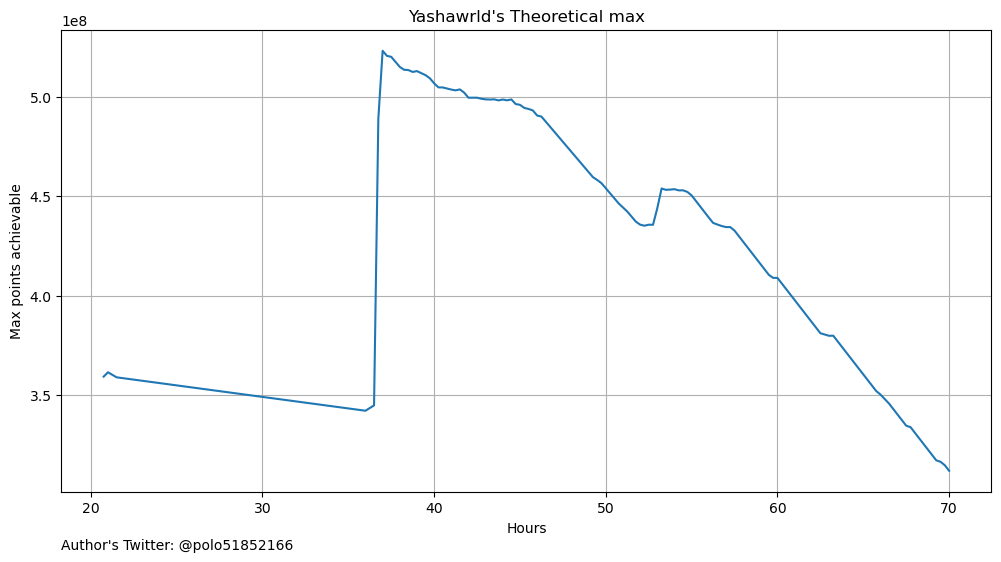 Yashawrld's Theoretical max
1e8
5.0
4.5
4.0
3.5
Max points achievable
20 30 40 50 60 70
Hours
Author's Twitter: @polo51852166